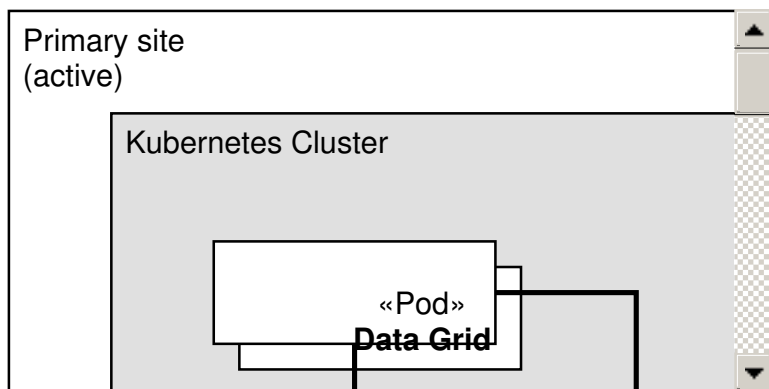 Primary site
(active)
Kubernetes Cluster
«Pod»
Data Grid